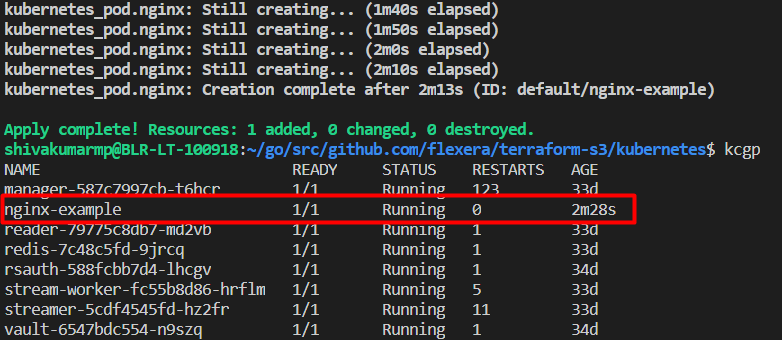 kubernetes_pod.nginx: Still creating... (1m40s elapsed)
kubernetes_pod.nginx: Still creating... (1m50s elapsed)
kubernetes_pod.nginx: Still creating... (2m0s elapsed)
kubernetes_pod.nginx: Still creating... (2m10s elapsed)
kubernetes_pod.nginx: Creation complete after 2m13s (ID: default/nginx-example)
Apply complete! Resources: 1 added, 0 changed, 0 destroyed.
shivakumarmp@BLR-LT-100918:~/go/src/github.com/flexera/terraform-s3/kubernetes$ kcgp
NAME READY STATUS RESTARTS AGE
manager-587c7997cb-t6hcr 1/1 Running 123 33d
nginx-example 1/1 Running 0 2m28s
reader-79775c8db7-md2vb 1/1 Running 1 33d
redis-7c48c5fd-9jrcq 1/1 Running 1 33d
rsauth-588fcbb7d4-lhcgv 1/1 Running 1 34d
stream-worker-fc55b8d86-hrflm 1/1 Running 5 33d
streamer-5cdf4545fd-hz2fr 1/1 Running 11 33d
vault-6547bdc554-n9szq 1/1 Running 1 34d